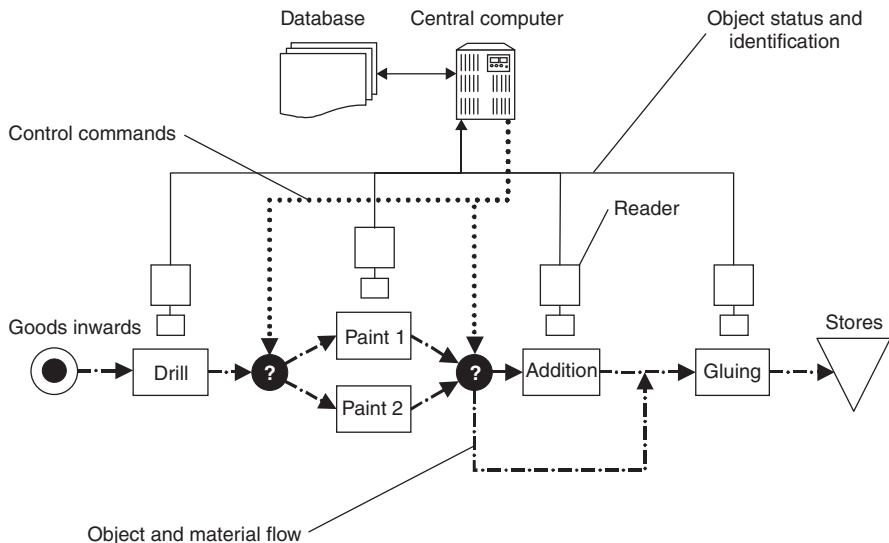 Database
Central computer
Object status and
identification
Control commands
Reader
Goods inwards
Stores
Drill
?
Paint 1
Paint 2
?
Addition
Gluing
Object and material flow